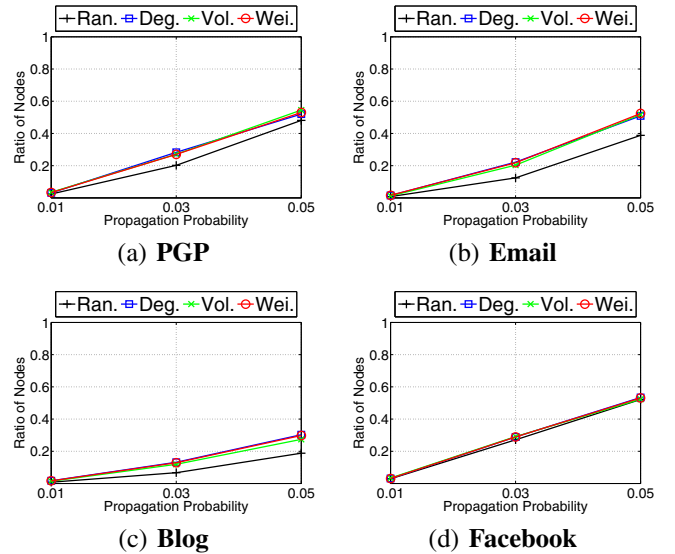 Ran. Deg. Vol. Wei.
1
0.8
0.6
0.4
0.2
Ratio of Nodes
0.01 0.03 0.05
Propagation Probability
(a) PGP
Ran. Deg. Vol. Wei.
1
0.8
0.6
0.4
0.2
Ratio of Nodes
0.01 0.03 0.05
Propagation Probability
(b) Email
Ran. Deg. Vol. Wei.
1
0.8
0.6
0.4
0.2
Ratio of Nodes
0.01 0.03 0.05
Propagation Probability
(c) Blog
Ran. Deg. Vol. Wei.
1
0.8
0.6
0.4
0.2
Ratio of Nodes
0.01 0.03 0.05
Propagation Probability
(d) Facebook